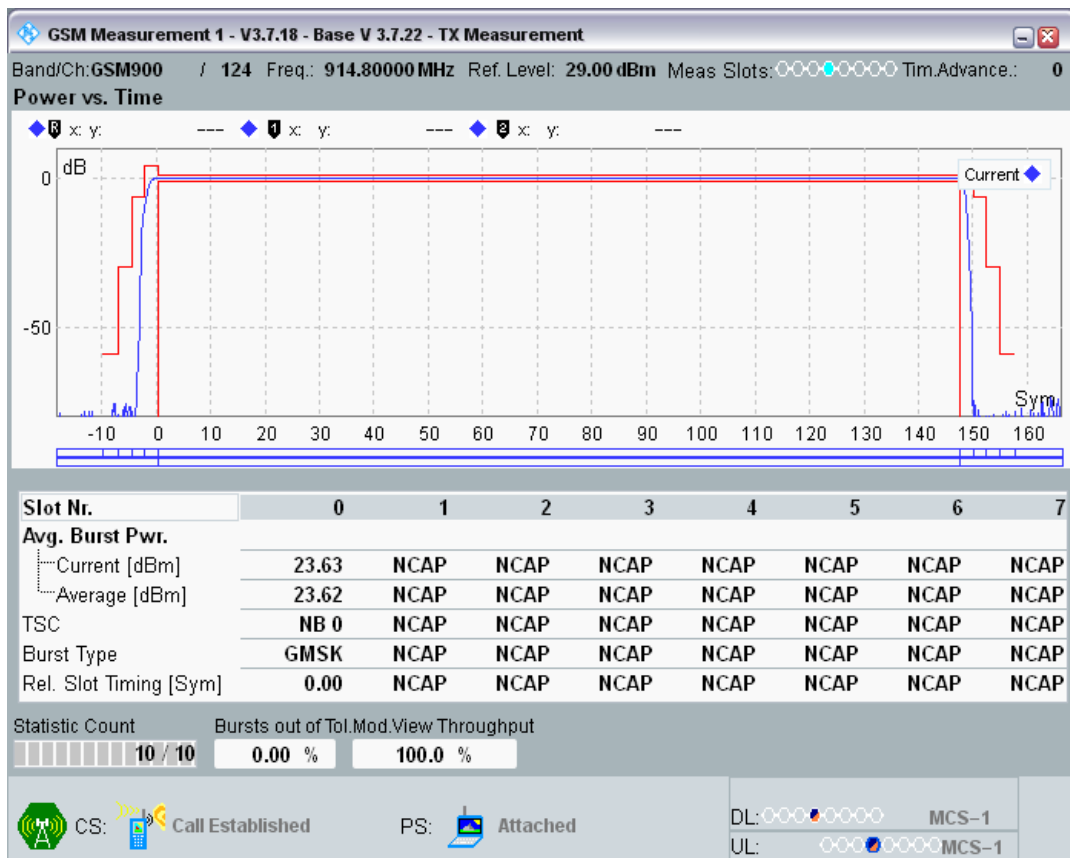 GSM Measurement 1 - V3.7.18 - Base V 3.7.22 - TX Measurement
Band/Ch:GSM900 / 124 Freq.: 914.80000 MHz Ref. Level: 29.00 dBm Meas Slots: Tim.Advance.: 0
Power vs. Time
R x: y: --- 1 x: y: --- 2 x: y: ---
dB
Current
0
-50
Sym.
-10 0 10 20 30 40 50 60 70 80 90 100 110 120 130 140 150 160
Slot Nr. 0 1 2 3 4 5 6 7
Avg. Burst Pwr.
Current [dBm] 23.63 NCAP NCAP NCAP NCAP NCAP NCAP NCAP
Average [dBm] 23.62 NCAP NCAP NCAP NCAP NCAP NCAP NCAP
TSC NB 0 NCAP NCAP NCAP NCAP NCAP NCAP NCAP
Burst Type GMSK NCAP NCAP NCAP NCAP NCAP NCAP NCAP
Rel. Slot Timing [Sym] 0.00 NCAP NCAP NCAP NCAP NCAP NCAP NCAP
Statistic Count Bursts out of Tol.Mod.View Throughput
10 / 10 0.00 % 100.0 %
CS: Call Established PS: Attached
DL: MCS-1
UL: MCS-1